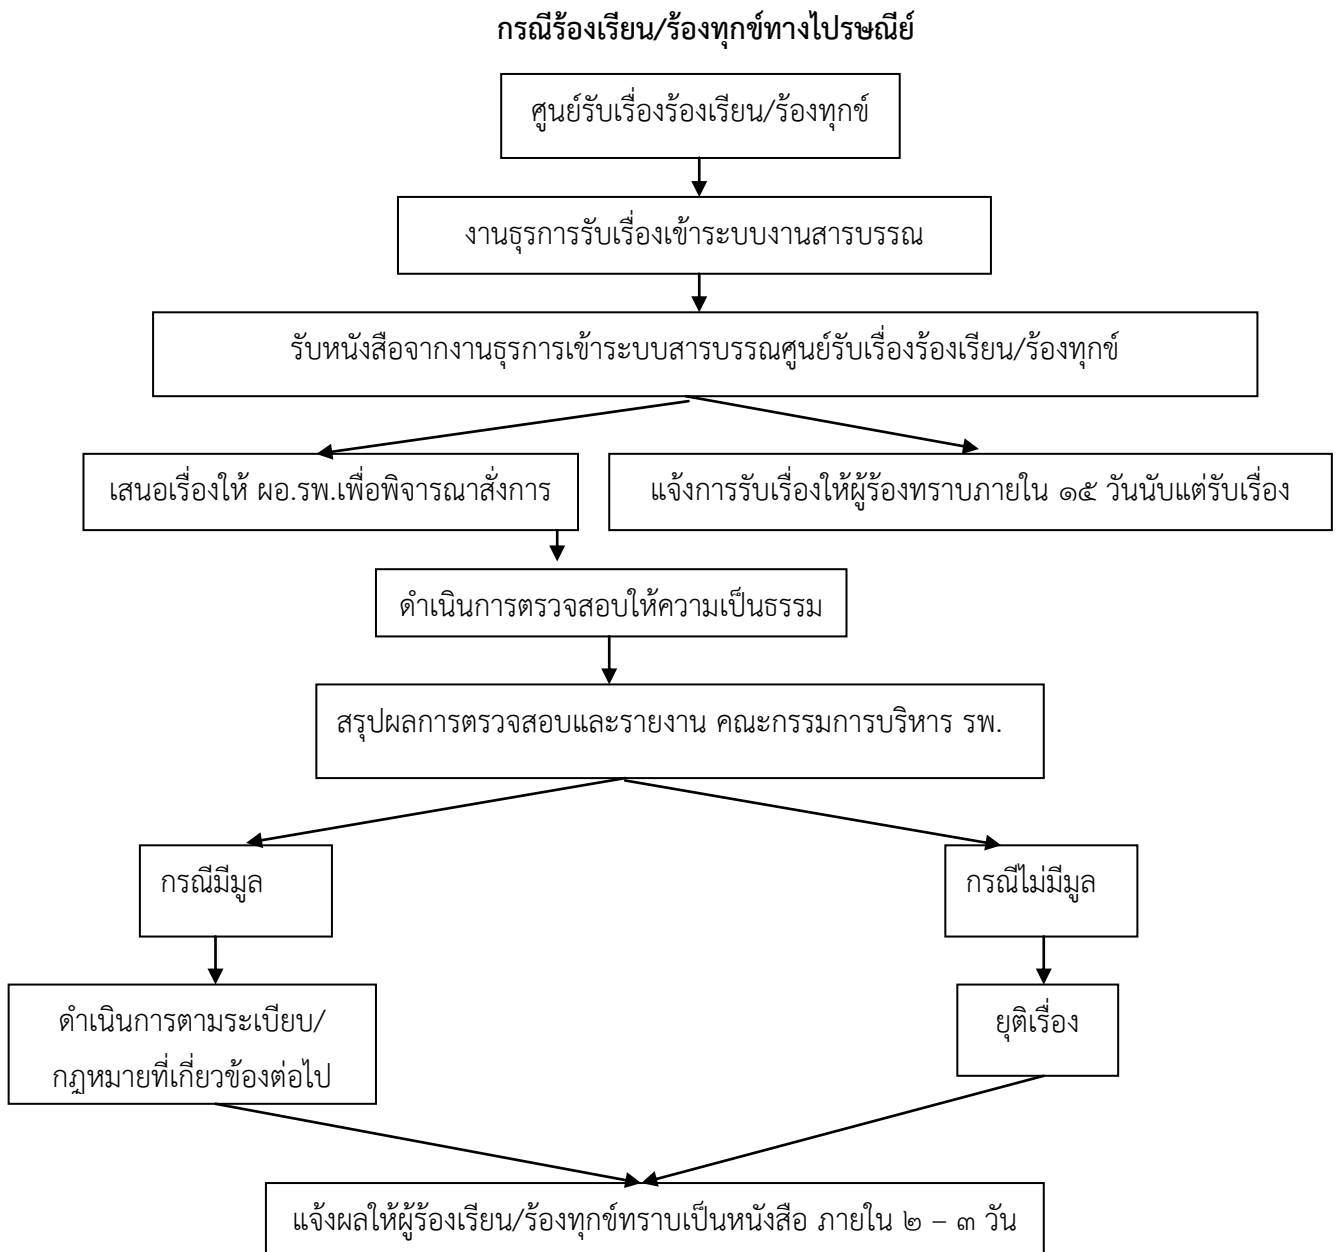 กรณีร้องเรียน/ร้องทุกข์ทางไปรษณีย์
ศูนย์รับเรื่องร้องเรียน/ร้องทุกข์
งานธุรการรับเรื่องเข้าระบบงานสารบรรณ
รับหนังสือจากงานธุรการเข้าระบบสารบรรณศูนย์รับเรื่องร้องเรียน/ร้องทุกข์
เสนอเรื่องให้ ผอ.รพ.เพื่อพิจารณาสั่งการ
แจ้งการรับเรื่องให้ผู้ร้องทราบภายใน ๑๕ วันนับแต่รับเรื่อง
ดำเนินการตรวจสอบให้ความเป็นธรรม
สรุปผลการตรวจสอบและรายงาน คณะกรรมการบริหาร รพ.
กรณีมีมูล
กรณีไม่มีมูล
ดำเนินการตามระเบียบ/
กฎหมายที่เกี่ยวข้องต่อไป
ยุติเรื่อง
แจ้งผลให้ผู้ร้องเรียน/ร้องทุกข์ทราบเป็นหนังสือ ภายใน ๒ – ๓ วัน